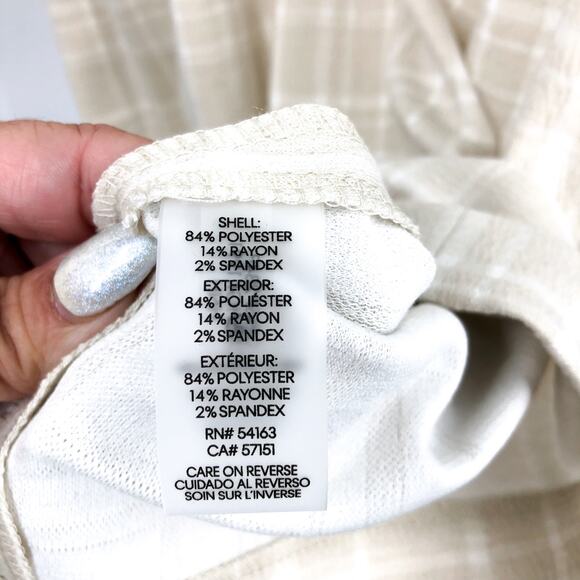 SHELL:
84% POLYESTER
14% RAYON
2% SPANDEX
EXTERIOR:
84% POLIÉSTER
14% RAYON
2% SPANDEX
EXTÉRIEUR:
84% POLYESTER
14% RAYONNE
2% SPANDEX
RN# 54163
CA# 57151
CARE ON REVERSE
CUIDADO AL REVERSO
SOIN SUR L'INVERSE